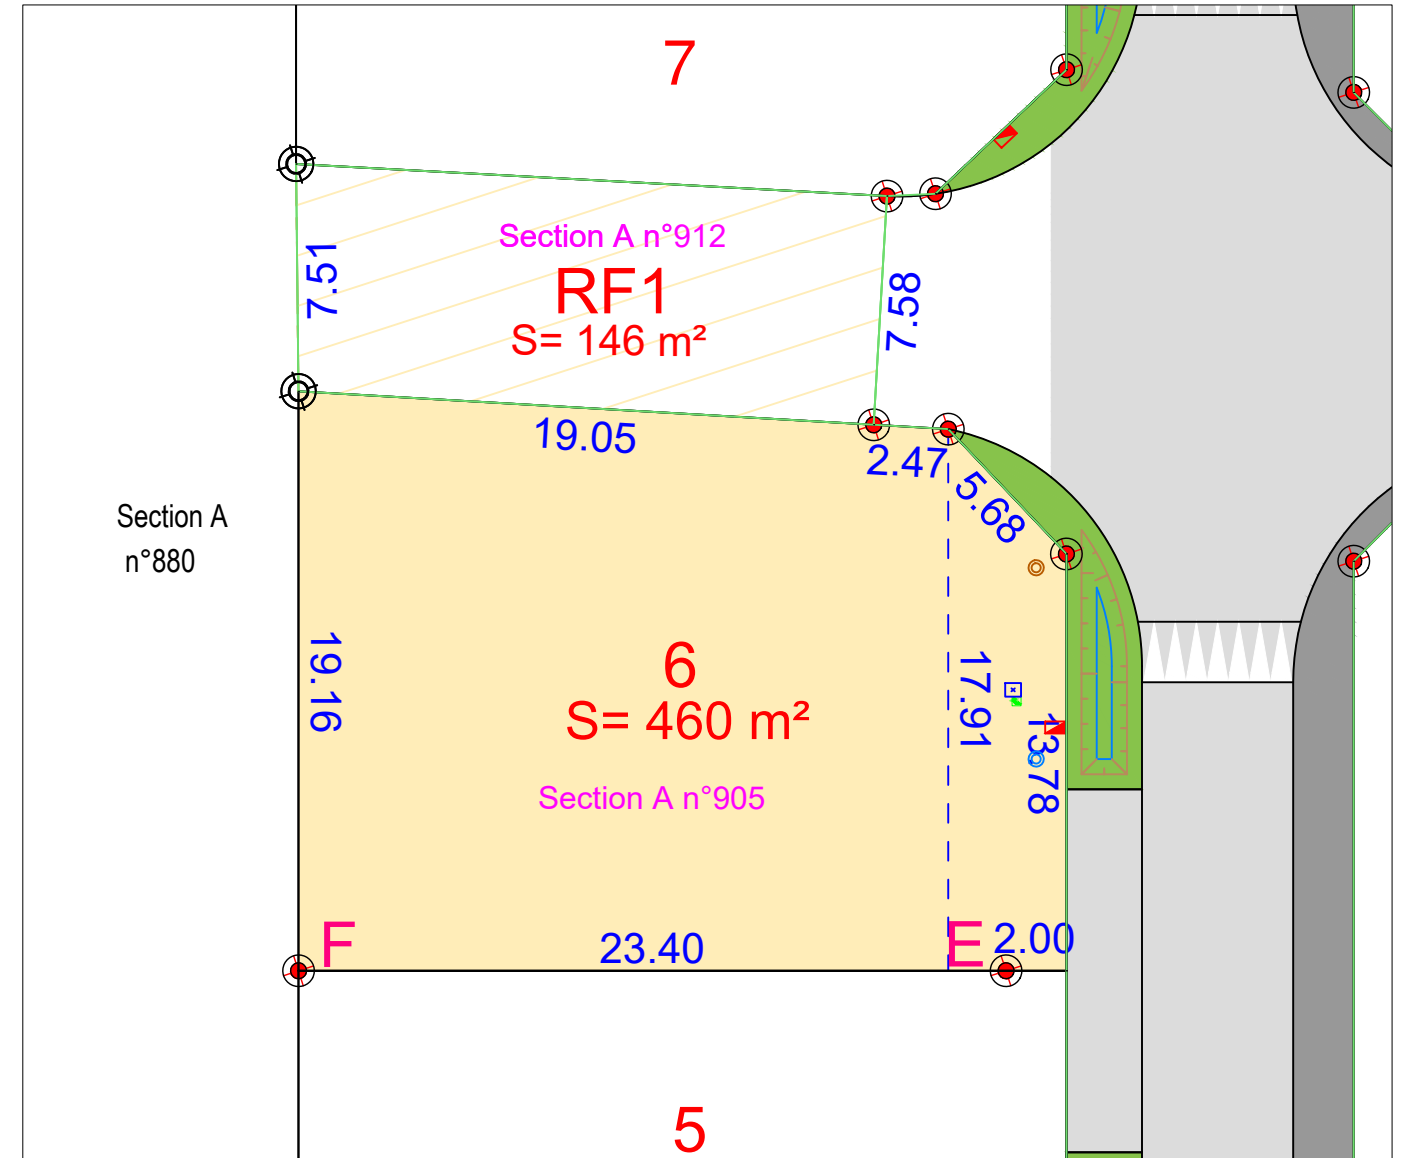 7
Section A n°912
RF1
S= 146 m²
7.51
7.58
19.05
2.47
5.68
Section A
n°880
19.16
6
S= 460 m²
17.91
13.78
Section A n°905
F
23.40
E
2.00
5